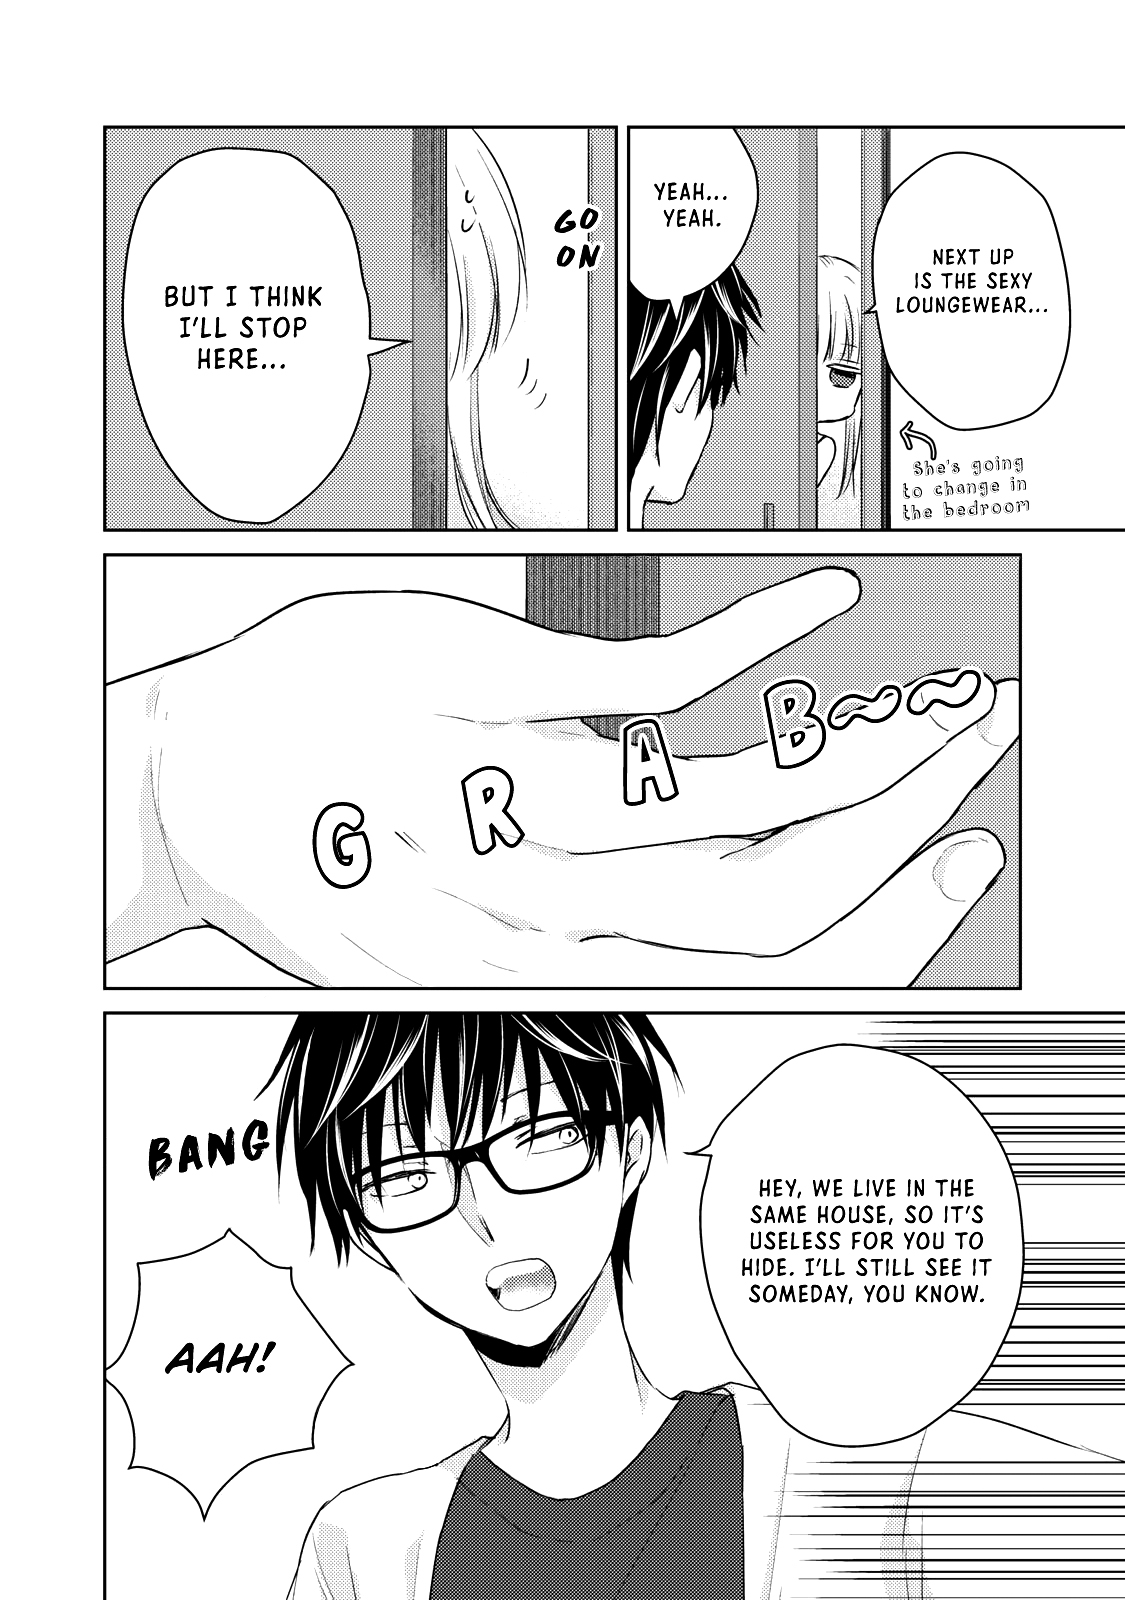 NEXT UP
IS THE SEXY
LOUNGEWEAR...
She's going
to change in
the bedroom
YEAH...
YEAH.
GO
ON
BUT I THINK
I'LL STOP
HERE...
GRAB~~
HEY, WE LIVE IN THE
SAME HOUSE, SO IT'S
USELESS FOR YOU TO
HIDE. I'LL STILL SEE IT
SOMEDAY, YOU KNOW.
BANG
AAH!